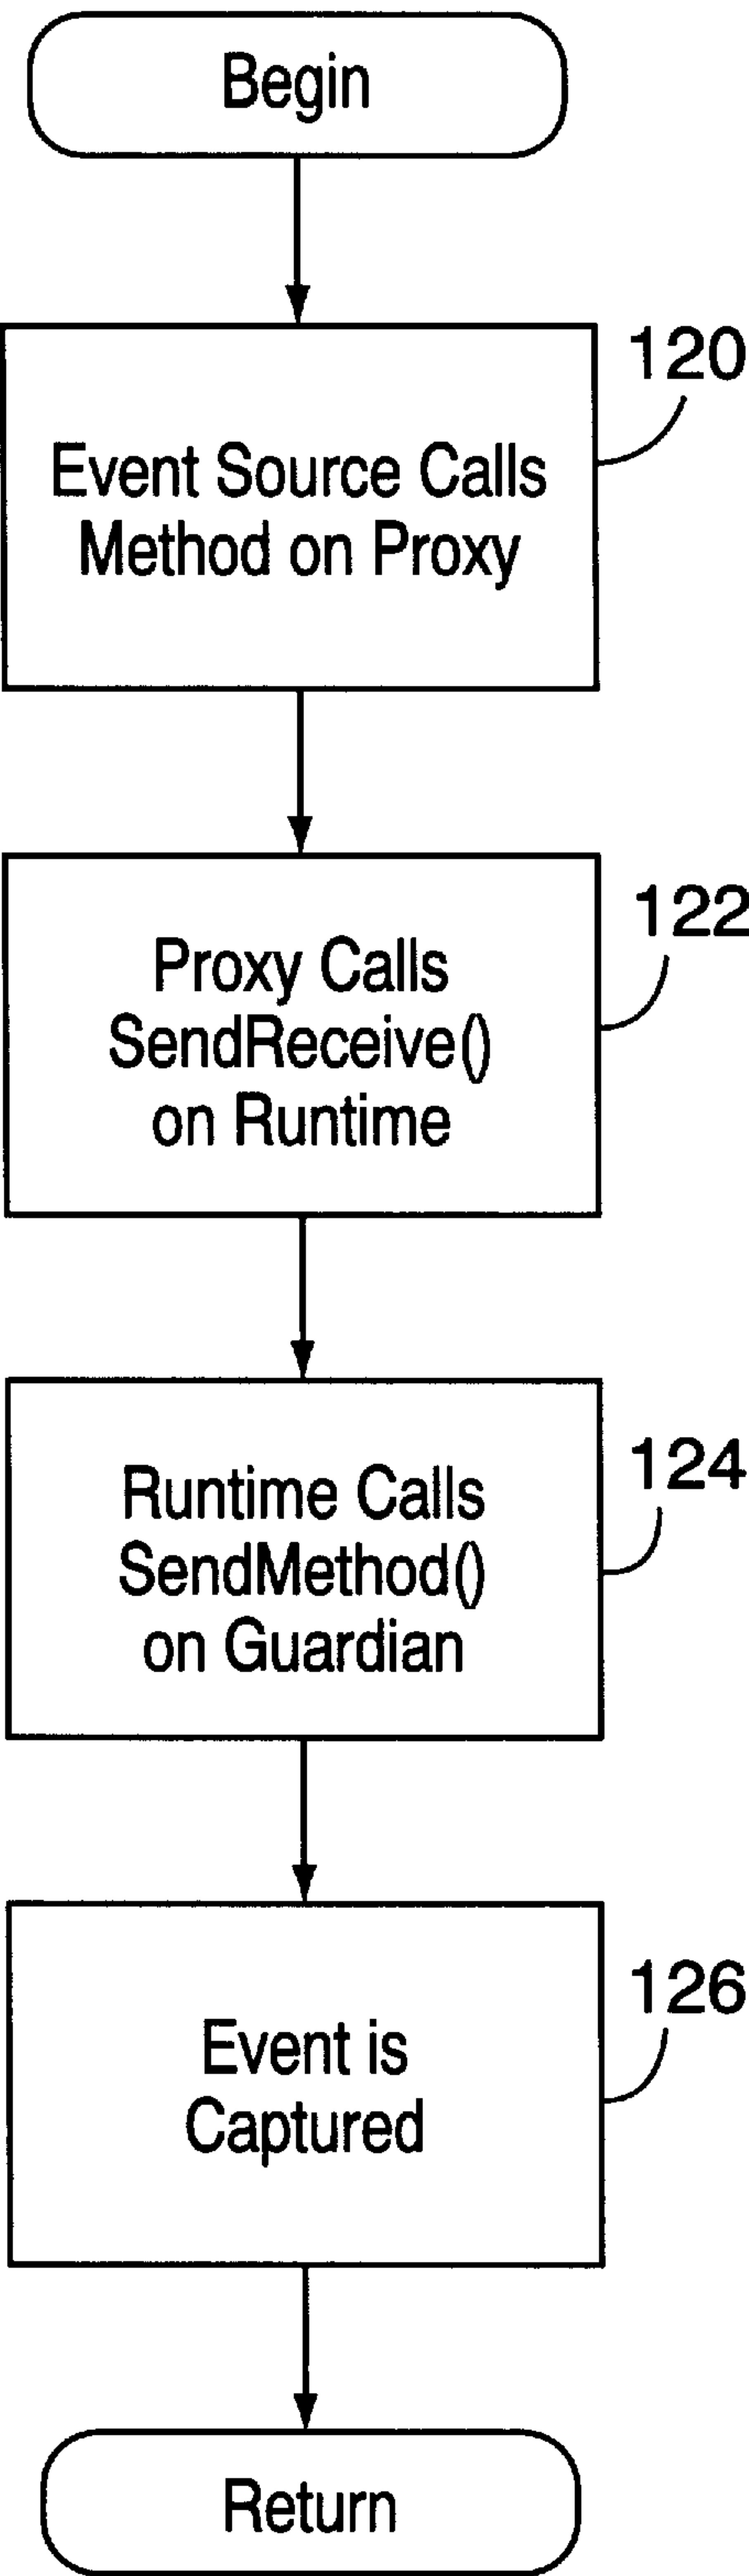 Begin
120
Event Source Calls
Method on Proxy
122
Proxy Calls
SendReceive()
on Runtime
124
Runtime Calls
SendMethod()
on Guardian
126
Event is
Captured
Return